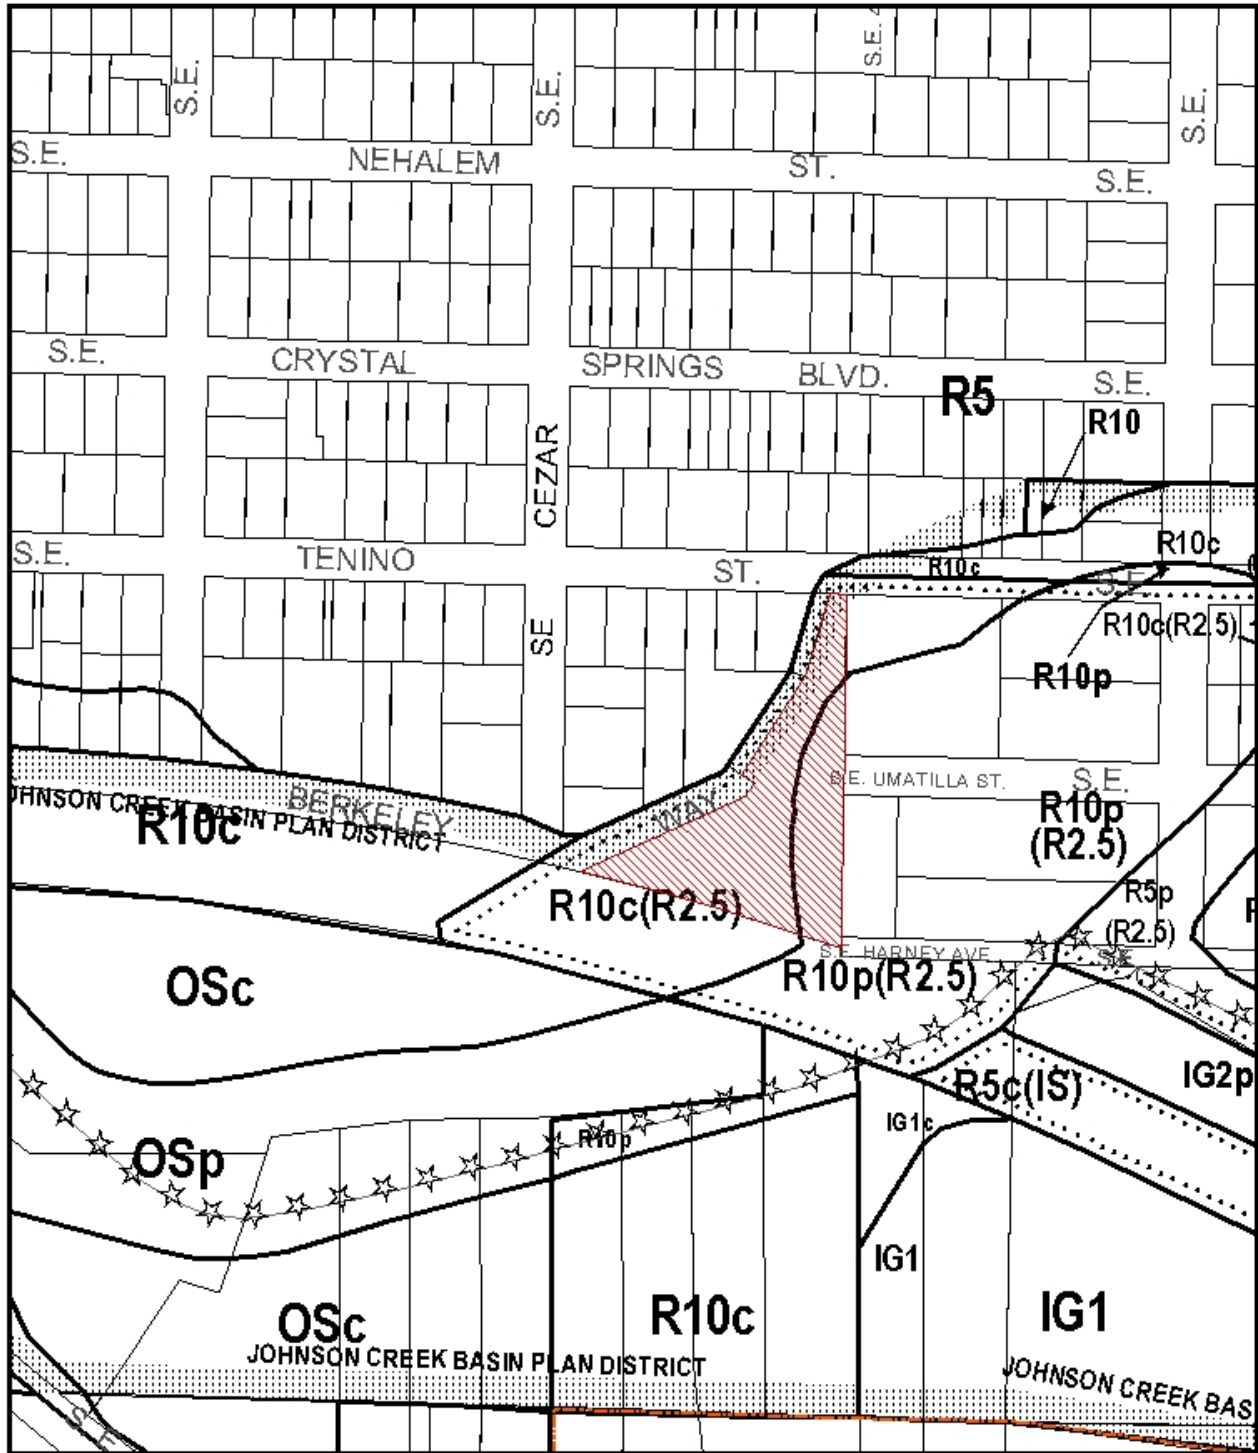 S.E. 4
S.E.
S.E.
S.E.
S.E.
NEHALEM
ST.
S.E.
S.E.
CRYSTAL
SPRINGS
BLVD.
S.E.
R5
R10
CEZAR
S.E.
TENINO
ST.
R10c
R10c
S.E.
R10c(R2.5)
SE
R10p
S.E. UMATILLA ST.
S.E.
BERKELEY
WAY
JOHNSON CREEK BASIN PLAN DISTRICT
R10c
R10p
(R2.5)
R10c(R2.5)
R5p
(R2.5)
S.E. HARNEY AVE
S.E.
OSc
R10p(R2.5)
R5c(IS)
IG2p
IG1c
R10p
OSp
IG1
OSc
R10c
IG1
JOHNSON CREEK BASIN PLAN DISTRICT
JOHNSON CREEK BAS
S.E.